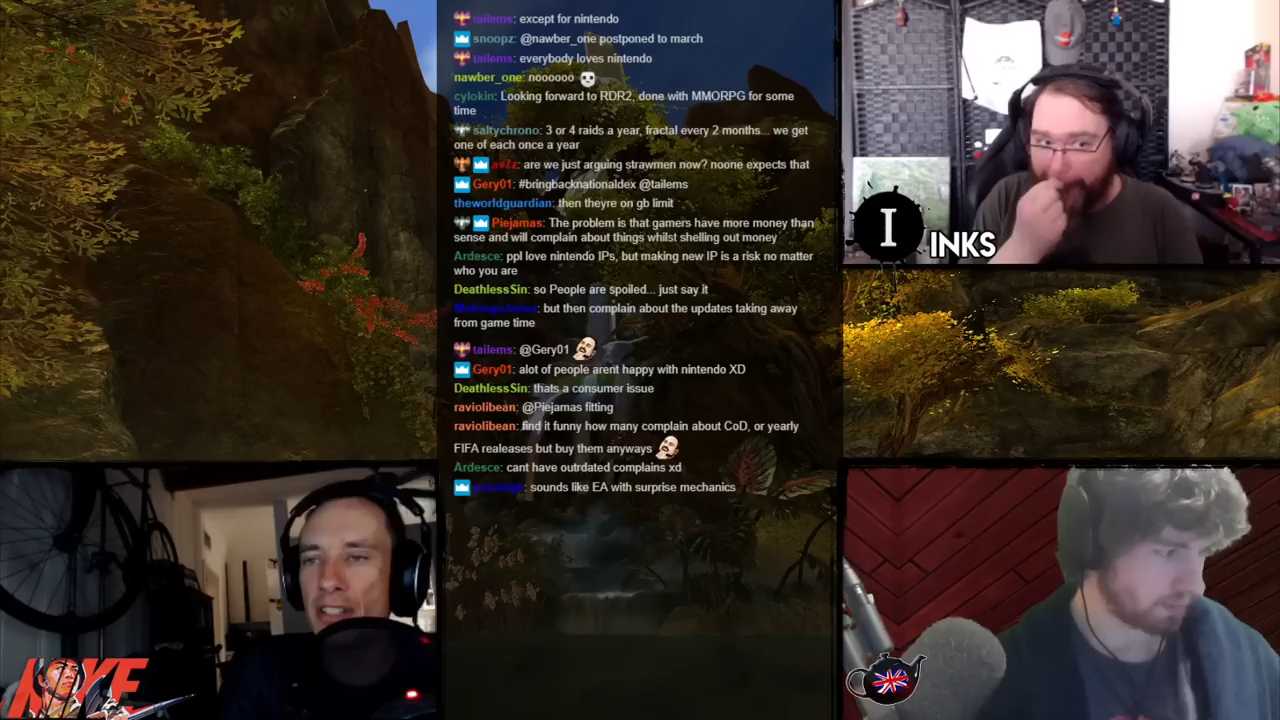 tailems: except for nintendo
snoopz: @nawber_one postponed to march
tailems: everybody loves nintendo
nawber_one: noooooo
cylokin: Looking forward to RDR2, done with MMORPG for some
time
saltychrono: 3 or 4 raids a year, fractal every 2 months... we get
one of each once a year
av7z: are we just arguing strawmen now? noone expects that
Gery01: #bringbacknationaldex @tailems
theworldguardian: then theyre on gb limit
Piejamas: The problem is that gamers have more money than
sense and will complain about things whilst shelling out money
Ardesce: ppl love nintendo IPs, but making new IP is a risk no matter
who you are
DeathlessSin: so People are spoiled... just say it
: but then complain about the updates taking away
from game time
tailems: @Gery01
Gery01: alot of people arent happy with nintendo XD
DeathlessSin: thats a consumer issue
raviolibean: @Piejamas fitting
raviolibean: find it funny how many complain about CoD, or yearly
FIFA realeases but buy them anyways
Ardesce: cant have outrdated complains xd
: sounds like EA with surprise mechanics
I INKS